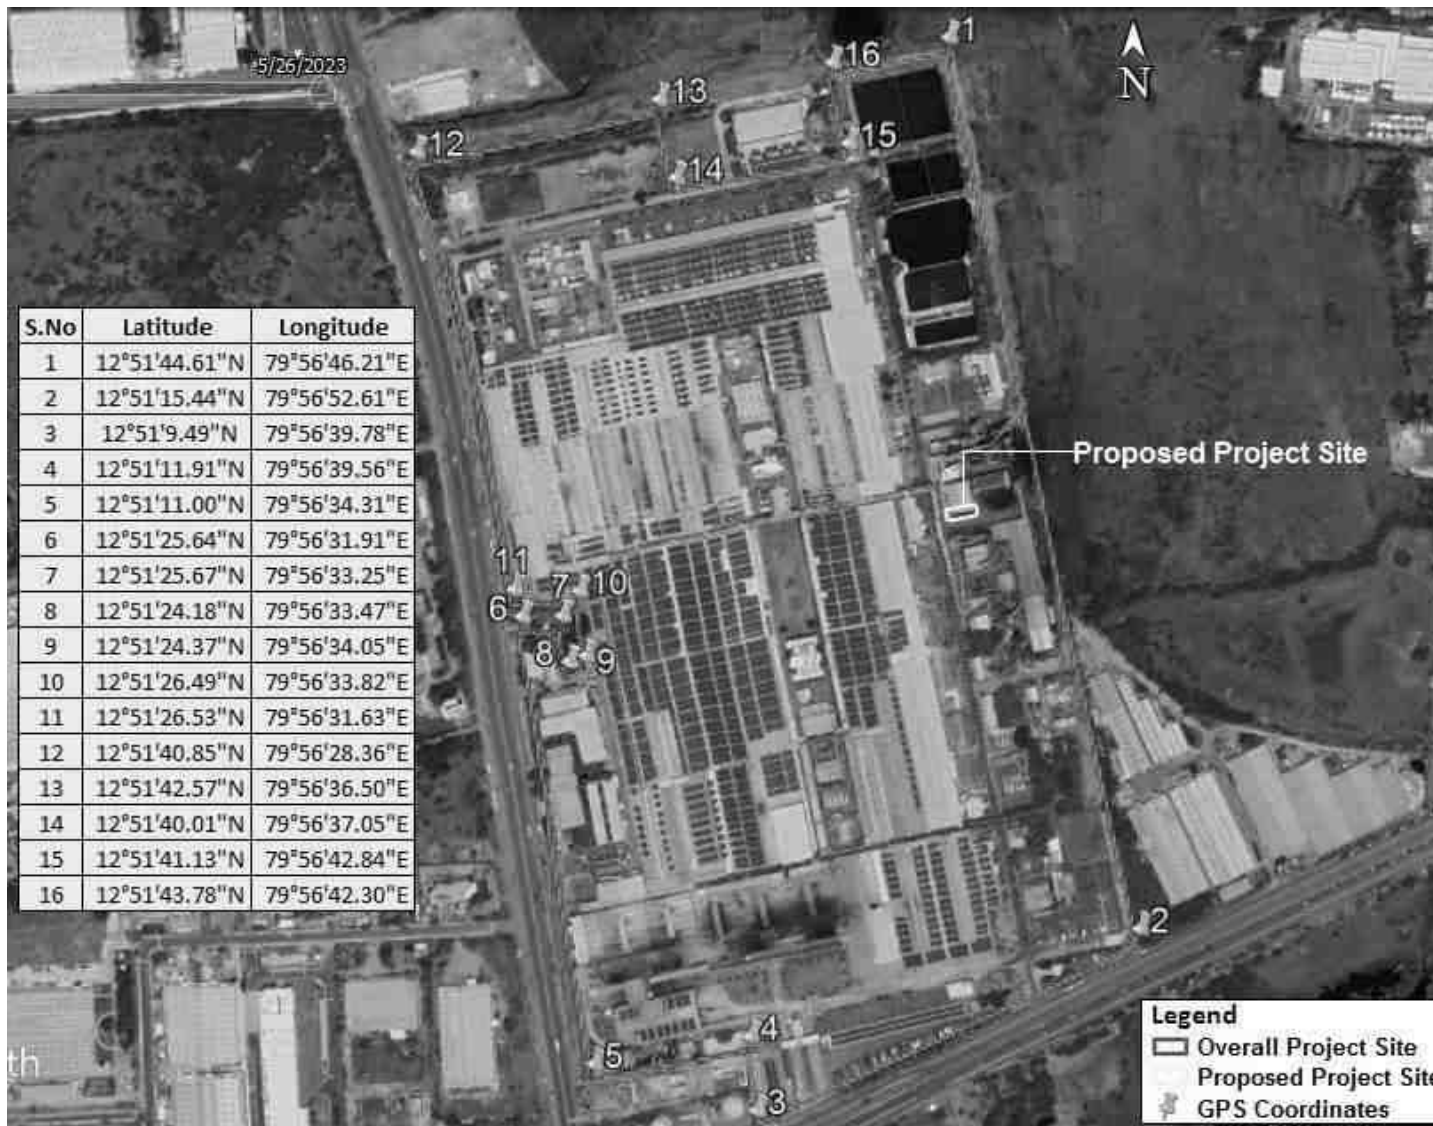 1
16
5/26/2023
13
12
15
14
N
S.No Latitude Longitude
1 12°51'44.61"N 79°56'46.21"E
2 12°51'15.44"N 79°56'52.61"E
3 12°51'9.49"N 79°56'39.78"E
4 12°51'11.91"N 79°56'39.56"E
5 12°51'11.00"N 79°56'34.31"E
6 12°51'25.64"N 79°56'31.91"E
7 12°51'25.67"N 79°56'33.25"E
8 12°51'24.18"N 79°56'33.47"E
9 12°51'24.37"N 79°56'34.05"E
10 12°51'26.49"N 79°56'33.82"E
11 12°51'26.53"N 79°56'31.63"E
12 12°51'40.85"N 79°56'28.36"E
13 12°51'42.57"N 79°56'36.50"E
14 12°51'40.01"N 79°56'37.05"E
15 12°51'41.13"N 79°56'42.84"E
16 12°51'43.78"N 79°56'42.30"E
Proposed Project Site
11
7
10
6
8
9
2
4
5
3
th
Legend
Overall Project Site
Proposed Project Site
GPS Coordinates